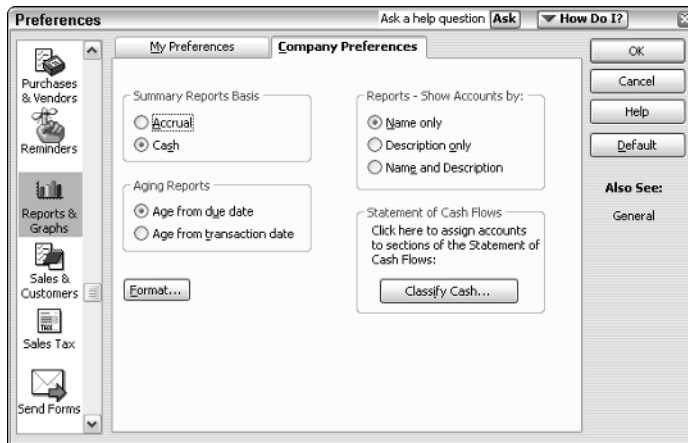 Preferences
Ask a help question Ask How Do I?
My Preferences
Company Preferences
Purchases
& Vendors
Reminders
Reports &
Graphs
Sales &
Customers
TAX
Sales Tax
Send Forms
Summary Reports Basis
Accrual
Cash
Aging Reports
Age from due date
Age from transaction date
Format...
Reports - Show Accounts by:
Name only
Description only
Name and Description
Statement of Cash Flows
Click here to assign accounts
to sections of the Statement of
Cash Flows:
Classify Cash...
OK
Cancel
Help
Default
Also See:
General